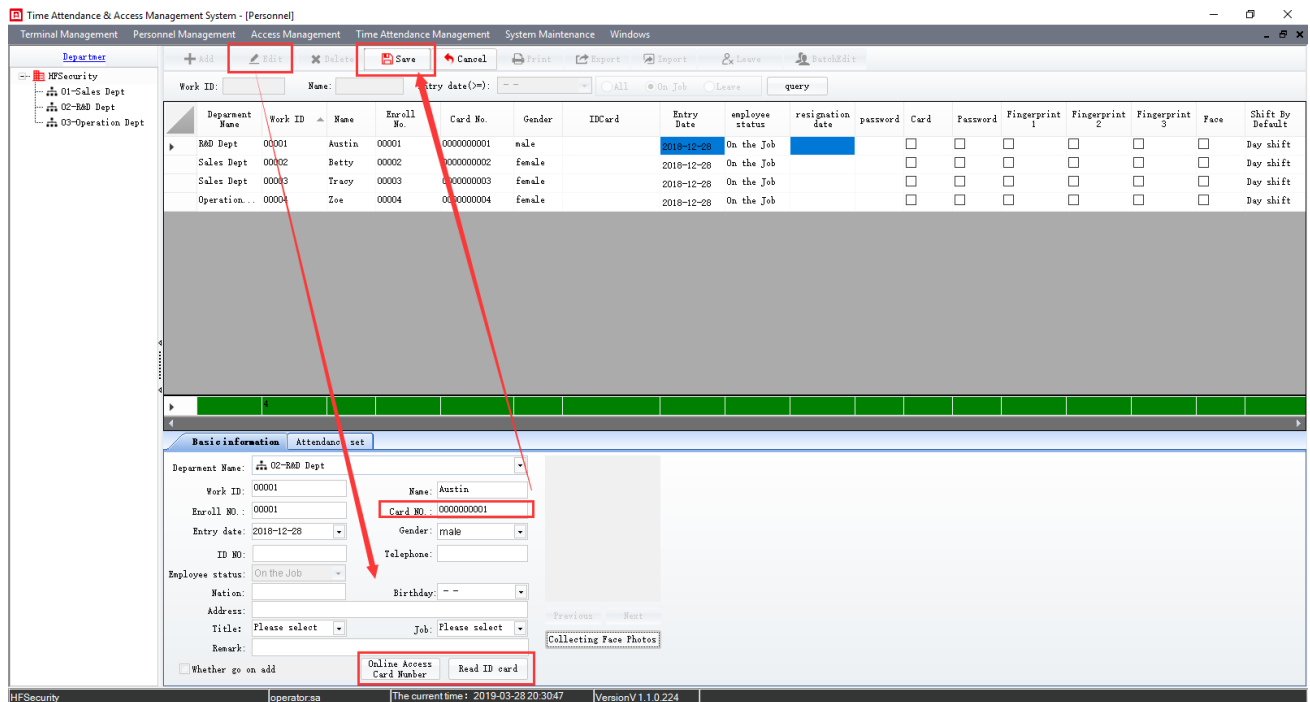 Time Attendance & Access Management System - [Personnel]
Terminal Management Personnel Management Access Management Time Attendance Management System Maintenance Windows
Departmer
HFSecurity
01-Sales Dept
02-R&D Dept
03-Operation Dept
Add Edit Delete Save Cancel Print Export Import Leave BatchEdit
Work ID: Name: try date(>=): - - All On Job Leave query
Deparment Name Work ID Name Enroll No. Card No. Gender IDCard Entry Date employee status resignation date password Card Password Fingerprint 1 Fingerprint 2 Fingerprint 3 Face Shift By Default
R&D Dept 00001 Austin 00001 0000000001 male 2018-12-28 On the Job Day shift
Sales Dept 00002 Betty 00002 0000000002 female 2018-12-28 On the Job Day shift
Sales Dept 00003 Tracy 00003 0000000003 female 2018-12-28 On the Job Day shift
Operation... 00004 Zoe 00004 0000000004 female 2018-12-28 On the Job Day shift
4
Basic information Attendance set
Deparment Name: 02-R&D Dept
Work ID: 00001 Name: Austin
Enroll NO.: 00001 Card NO.: 0000000001
Entry date: 2018-12-28 Gender: male
ID NO: Telephone:
Employee status: On the Job
Nation: Birthday: - -
Address:
Previous Next
Title: Please select Job: Please select
Collecting Face Photos
Remark:
Whether go on add Online Access Card Number Read ID card
HFSecurity operator:sa The current time: 2019-03-28 20:30:47 Version V 1.1.0.224